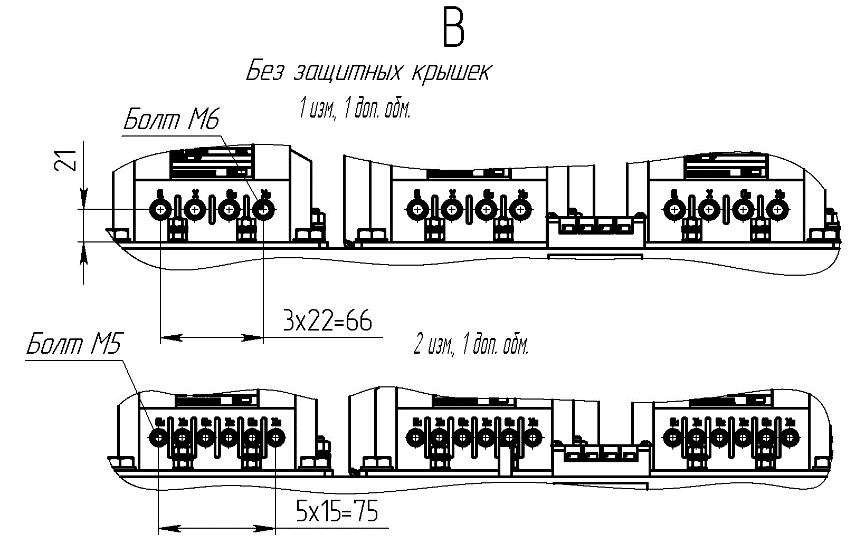 В
Без защитных крышек
1 изм., 1 доп. обм.
Болт М6
21
3х22=66
Болт М5
2 изм., 1 доп. обм.
5х15=75